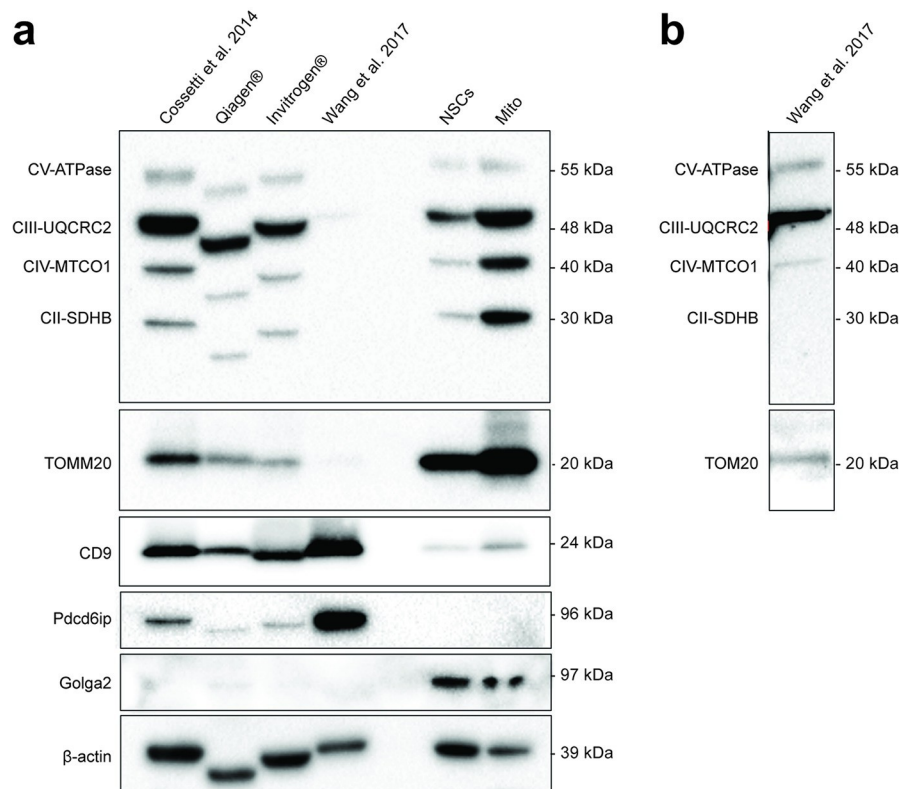 a
Cossetti et al. 2014
Qiagen®
Invitrogen®
Wang et al. 2017
NSCs
Mito
CV-ATPase
- 55 kDa
CIII-UQCRC2
- 48 kDa
CIV-MTCO1
- 40 kDa
CII-SDHB
- 30 kDa
TOMM20
- 20 kDa
CD9
- 24 kDa
Pdcd6ip
- 96 kDa
Golga2
- 97 kDa
β-actin
- 39 kDa
b
Wang et al. 2017
CV-ATPase
- 55 kDa
CIII-UQCRC2
- 48 kDa
CIV-MTCO1
- 40 kDa
CII-SDHB
- 30 kDa
TOM20
- 20 kDa